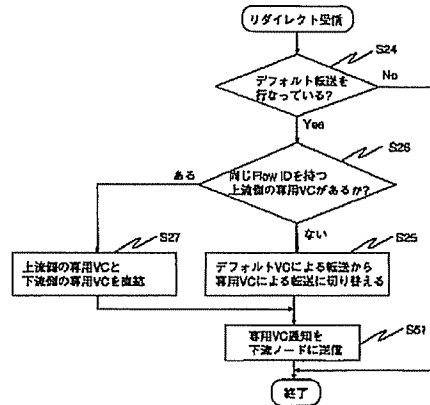 リダイレクト受信
S24
デフォルト転送を
行なっている?
No
Yes
S26
同じFlow IDを持つ
上流側の専用VCがあるか?
ある
ない
S27
S25
上流側の専用VCと
下流側の専用VCを直結
デフォルトVCによる転送から
専用VCによる転送に切り替える
S51
専用VC通知を
下流ノードに送信
終了